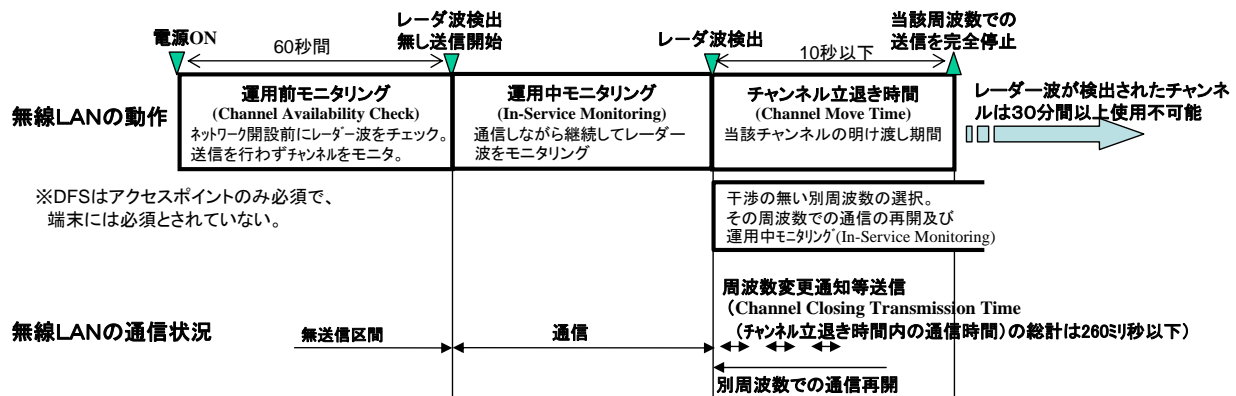 電源ON
60秒間
レーダ波検出
無し送信開始
レーダ波検出
10秒以下
当該周波数での
送信を完全停止
無線LANの動作
運用前モニタリング
(Channel Availability Check)
ネットワーク開設前にレーダー波をチェック。
送信を行わずチャンネルをモニタ。
運用中モニタリング
(In-Service Monitoring)
通信しながら継続してレーダー
波をモニタリング
チャンネル立退き時間
(Channel Move Time)
当該チャンネルの明け渡し期間
レーダー波が検出されたチャンネ
ルは30分間以上使用不可能
※DFSはアクセスポイントのみ必須で、
端末には必須とされていない。
干渉の無い別周波数の選択。
その周波数での通信の再開及び
運用中モニタリング(In-Service Monitoring)
無線LANの通信状況
無送信区間
通信
周波数変更通知等送信
(Channel Closing Transmission Time
(チャンネル立退き時間内の通信時間)の総計は260ミリ秒以下)
別周波数での通信再開